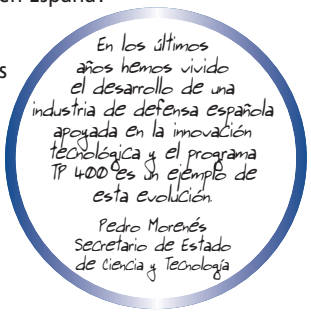 en España?
s
En los últimos
años hemos vivido
el desarrollo de una
industria de defensa española
apoyada en la innovación
tecnológica y el programa
TP 400 es un ejemplo de
esta evolución.
Pedro Morenés
Secretario de Estado
de Ciencia y Tecnología